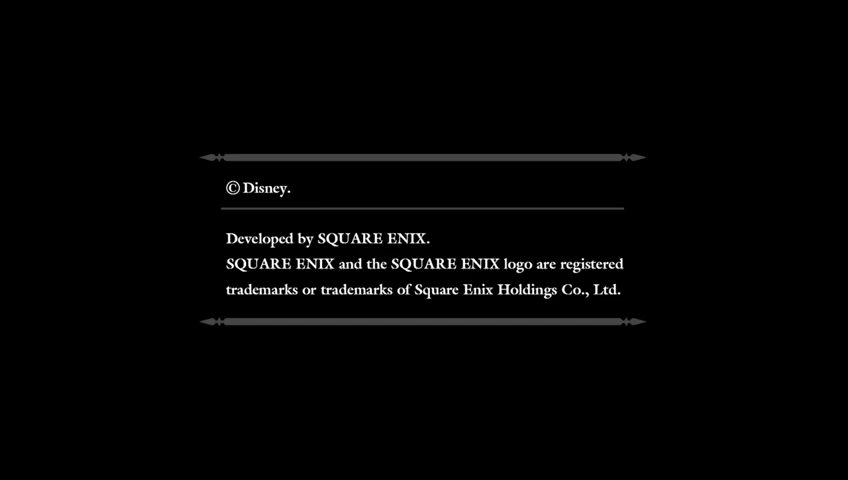 © Disney.
Developed by SQUARE ENIX.
SQUARE ENIX and the SQUARE ENIX logo are registered
trademarks or trademarks of Square Enix Holdings Co., Ltd.